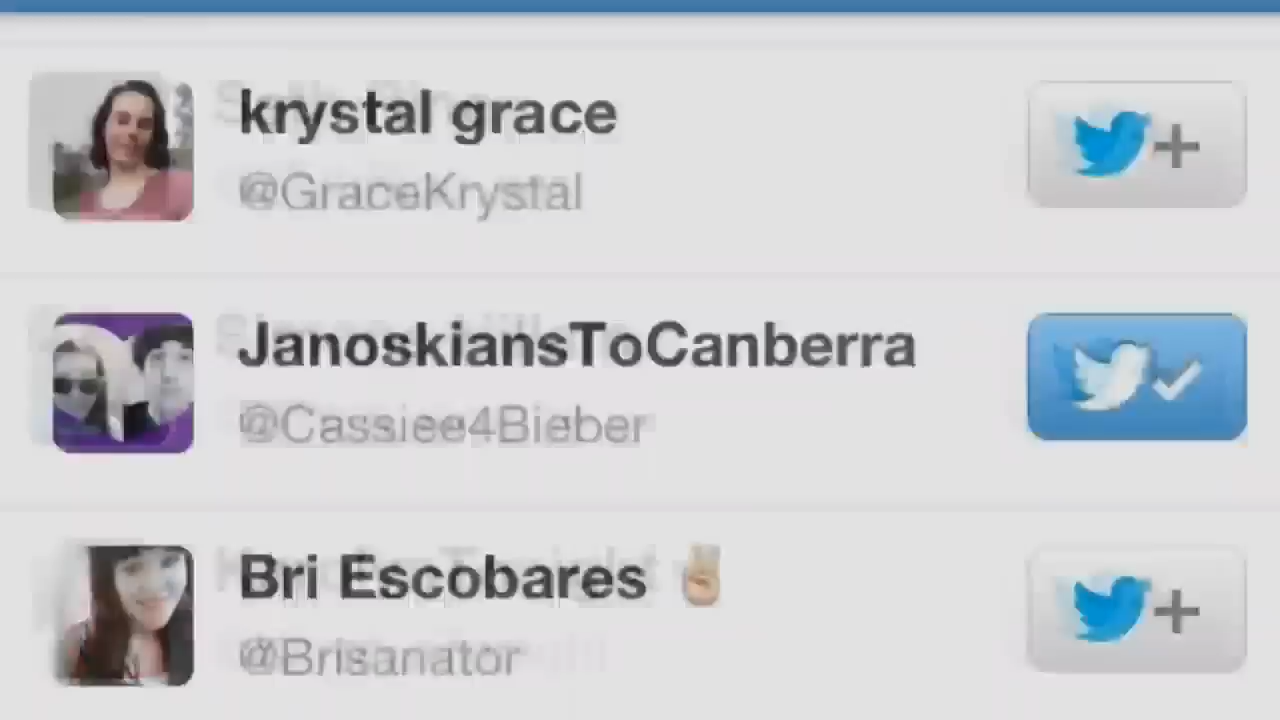 krystal grace
@GraceKrystal
JanoskiansToCanberra
@Cassiee4Bieber
Bri Escobares ✌🏼
@Brisanator